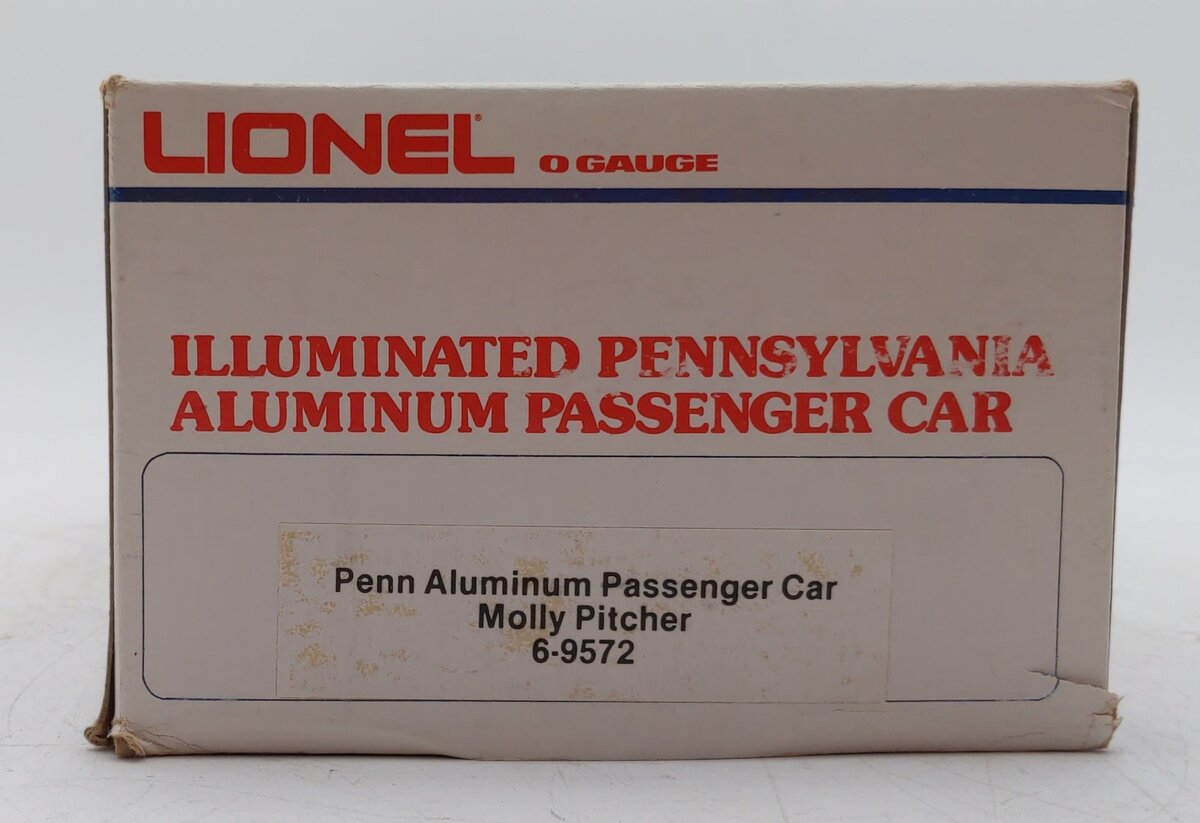 LIONEL® O GAUGE
ILLUMINATED PENNSYLVANIA
ALUMINUM PASSENGER CAR
Penn Aluminum Passenger Car
Molly Pitcher
6-9572